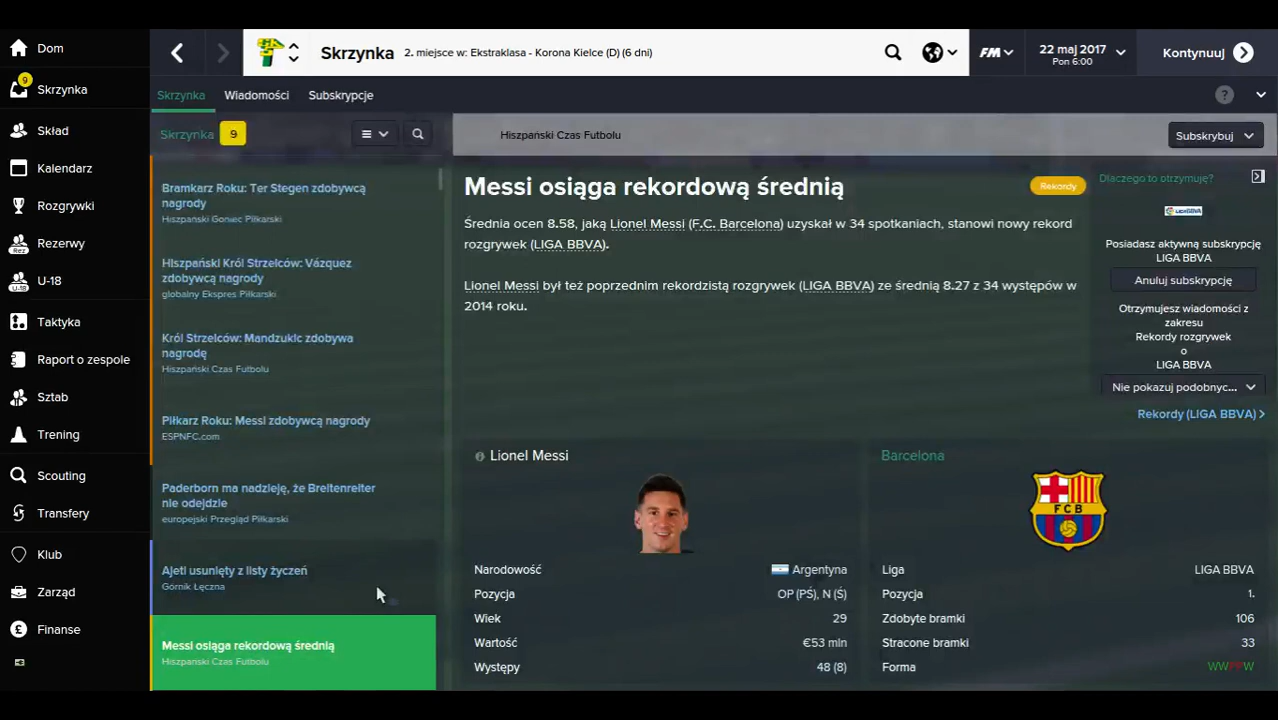 Dom
9
Skrzynka
Skład
Kalendarz
Rozgrywki
Rez
Rezerwy
U-18
U-18
Taktyka
Raport o zespole
Sztab
Trening
Scouting
Transfery
Klub
Zarząd
£
Finanse
Skrzynka
2. miejsce w: Ekstraklasa - Korona Kielce (D) (6 dni)
FM
22 maj 2017
Pon 6:00
Kontynuuj
Skrzynka
Wiadomości
Subskrypcje
?
Skrzynka
9
Bramkarz Roku: Ter Stegen zdobywcą
nagrody
Hiszpański Goniec Piłkarski
Hiszpański Król Strzelców: Vázquez
zdobywcą nagrody
globalny Ekspres Piłkarski
Król Strzelców: Mandzukic zdobywa
nagrodę
Hiszpański Czas Futbolu
Piłkarz Roku: Messi zdobywcą nagrody
ESPNFC.com
Paderborn ma nadzieję, że Breitenreiter
nie odejdzie
europejski Przegląd Piłkarski
Ajeti usunięty z listy życzeń
Górnik Łęczna
Messi osiąga rekordową średnią
Hiszpański Czas Futbolu
Hiszpański Czas Futbolu
Subskrybuj
Messi osiąga rekordową średnią
Rekordy
Średnia ocen 8.58, jaką Lionel Messi (F.C. Barcelona) uzyskał w 34 spotkaniach, stanowi nowy rekord
rozgrywek (LIGA BBVA).
Lionel Messi był też poprzednim rekordzistą rozgrywek (LIGA BBVA) ze średnią 8.27 z 34 występów w
2014 roku.
Dlaczego to otrzymuję?
Posiadasz aktywną subskrypcję
LIGA BBVA
Anuluj subskrypcję
Otrzymujesz wiadomości z
zakresu
Rekordy rozgrywek
o
LIGA BBVA
Nie pokazuj podobnyc...
Rekordy (LIGA BBVA)
Lionel Messi
Narodowość Argentyna
Pozycja OP (PŚ), N (Ś)
Wiek 29
Wartość €53 mln
Występy 48 (8)
Barcelona
FCB
Liga LIGA BBVA
Pozycja 1.
Zdobyte bramki 106
Stracone bramki 33
Forma WWPPW